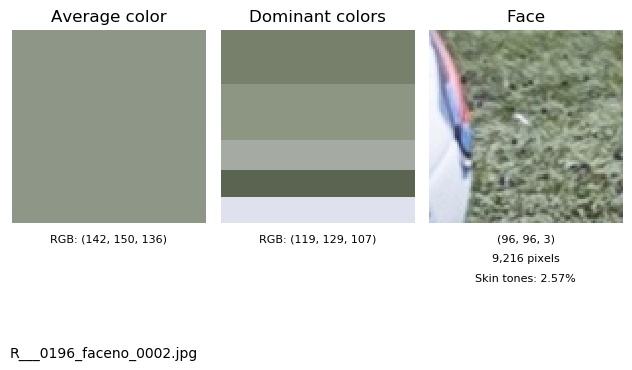 Average color
Dominant colors
Face
RGB: (142, 150, 136)
RGB: (119, 129, 107)
(96, 96, 3)
9,216 pixels
Skin tones: 2.57%
R___0196_faceno_0002.jpg